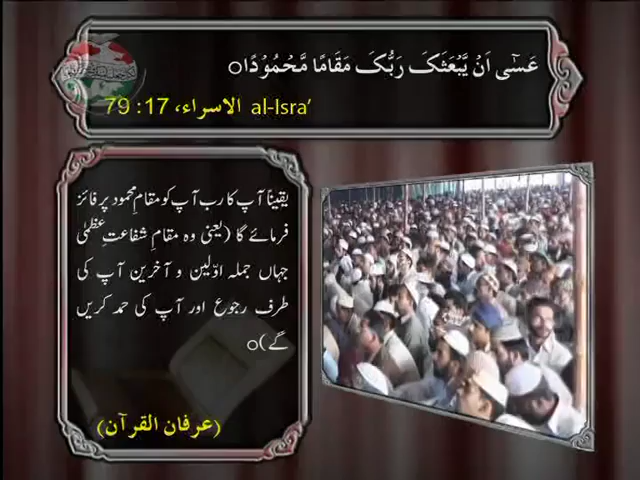 عَسٰٓی اَنْ یَّبْعَثَکَ رَبُّکَ مَقَامًا مَّحْمُوْدًاo
الاسراء، 17: 79 al-Isra’
یقیناً آپ کا رب آپ کو مقامِ محمود پر فائز
فرمائے گا (یعنی وہ مقامِ شفاعتِ عظمٰی
جہاں جملہ اوّلین و آخرین آپ کی
طرف رجوع اور آپ کی حمد کریں
گے)o
(عرفان القرآن)